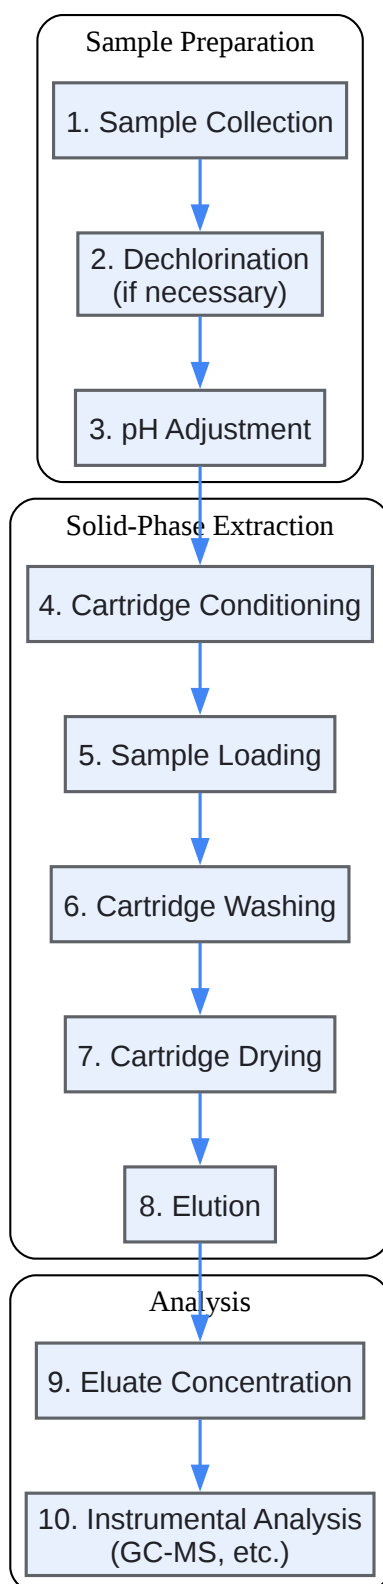 Sample Preparation
1. Sample Collection
2. Dechlorination
(if necessary)
3. pH Adjustment
Solid-Phase Extraction
4. Cartridge Conditioning
5. Sample Loading
6. Cartridge Washing
7. Cartridge Drying
8. Elution
Analysis
9. Eluate Concentration
10. Instrumental Analysis
(GC-MS, etc.)